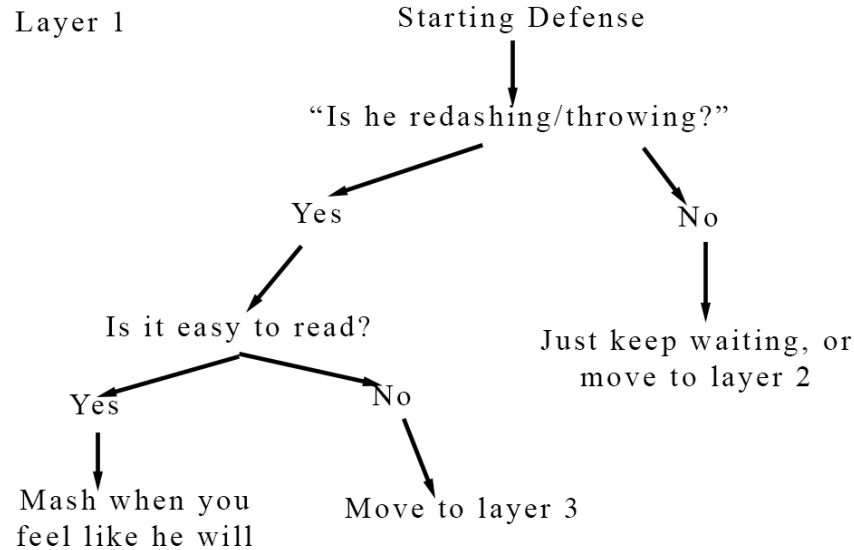 Layer 1
Starting Defense
“Is he redashing/throwing?”
Yes
No
Is it easy to read?
Just keep waiting, or
move to layer 2
Yes
No
Mash when you
feel like he will
Move to layer 3